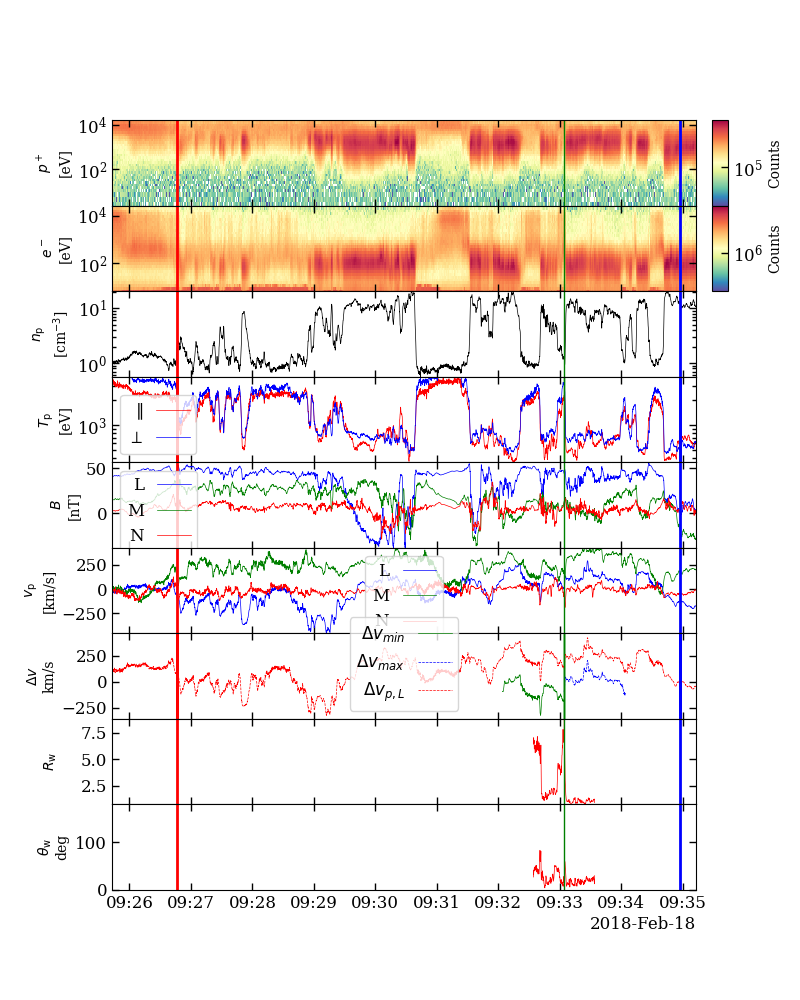 10⁴
10²
p⁺
[eV]
10⁵
Counts
10⁴
10²
e⁻
[eV]
10⁶
Counts
10¹
10⁰
nₚ
[cm⁻³]
10³
Tₚ
[eV]
∥
⊥
50
0
B
[nT]
L
M
N
250
0
−250
vₚ
[km/s]
L
M
N
250
0
−250
Δv
km/s
Δv_min
Δv_max
Δv_p,L
7.5
5.0
2.5
R_w
100
0
θ_w
deg
09:26 09:27 09:28 09:29 09:30 09:31 09:32 09:33 09:34 09:35
2018-Feb-18